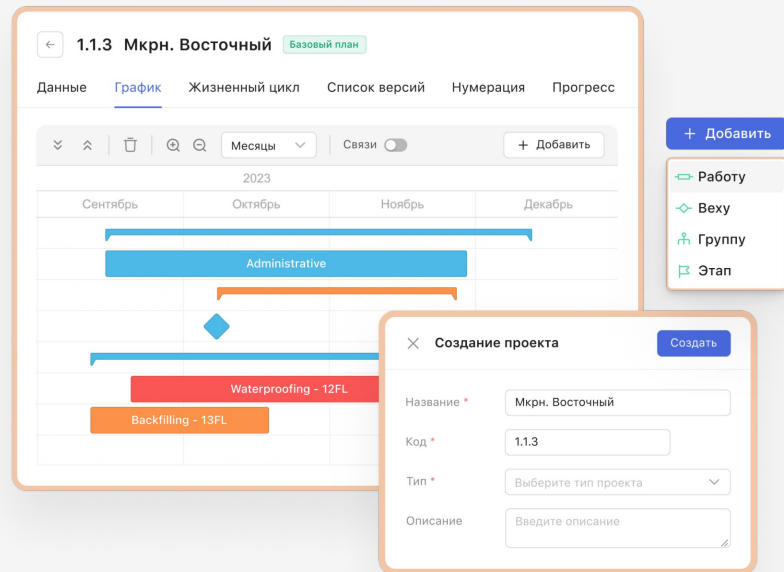 1.1.3 Мкрн. Восточный Базовый план
Данные График Жизненный цикл Список версий Нумерация Прогресс
Месяцы Связи + Добавить
2023
Сентябрь Октябрь Ноябрь Декабрь
Administrative
Waterproofing - 12FL
Backfilling - 13FL
+ Добавить
Работу
Веху
Группу
Этап
Создание проекта Создать
Название * Мкрн. Восточный
Код * 1.1.3
Тип * Выберите тип проекта
Описание Введите описание